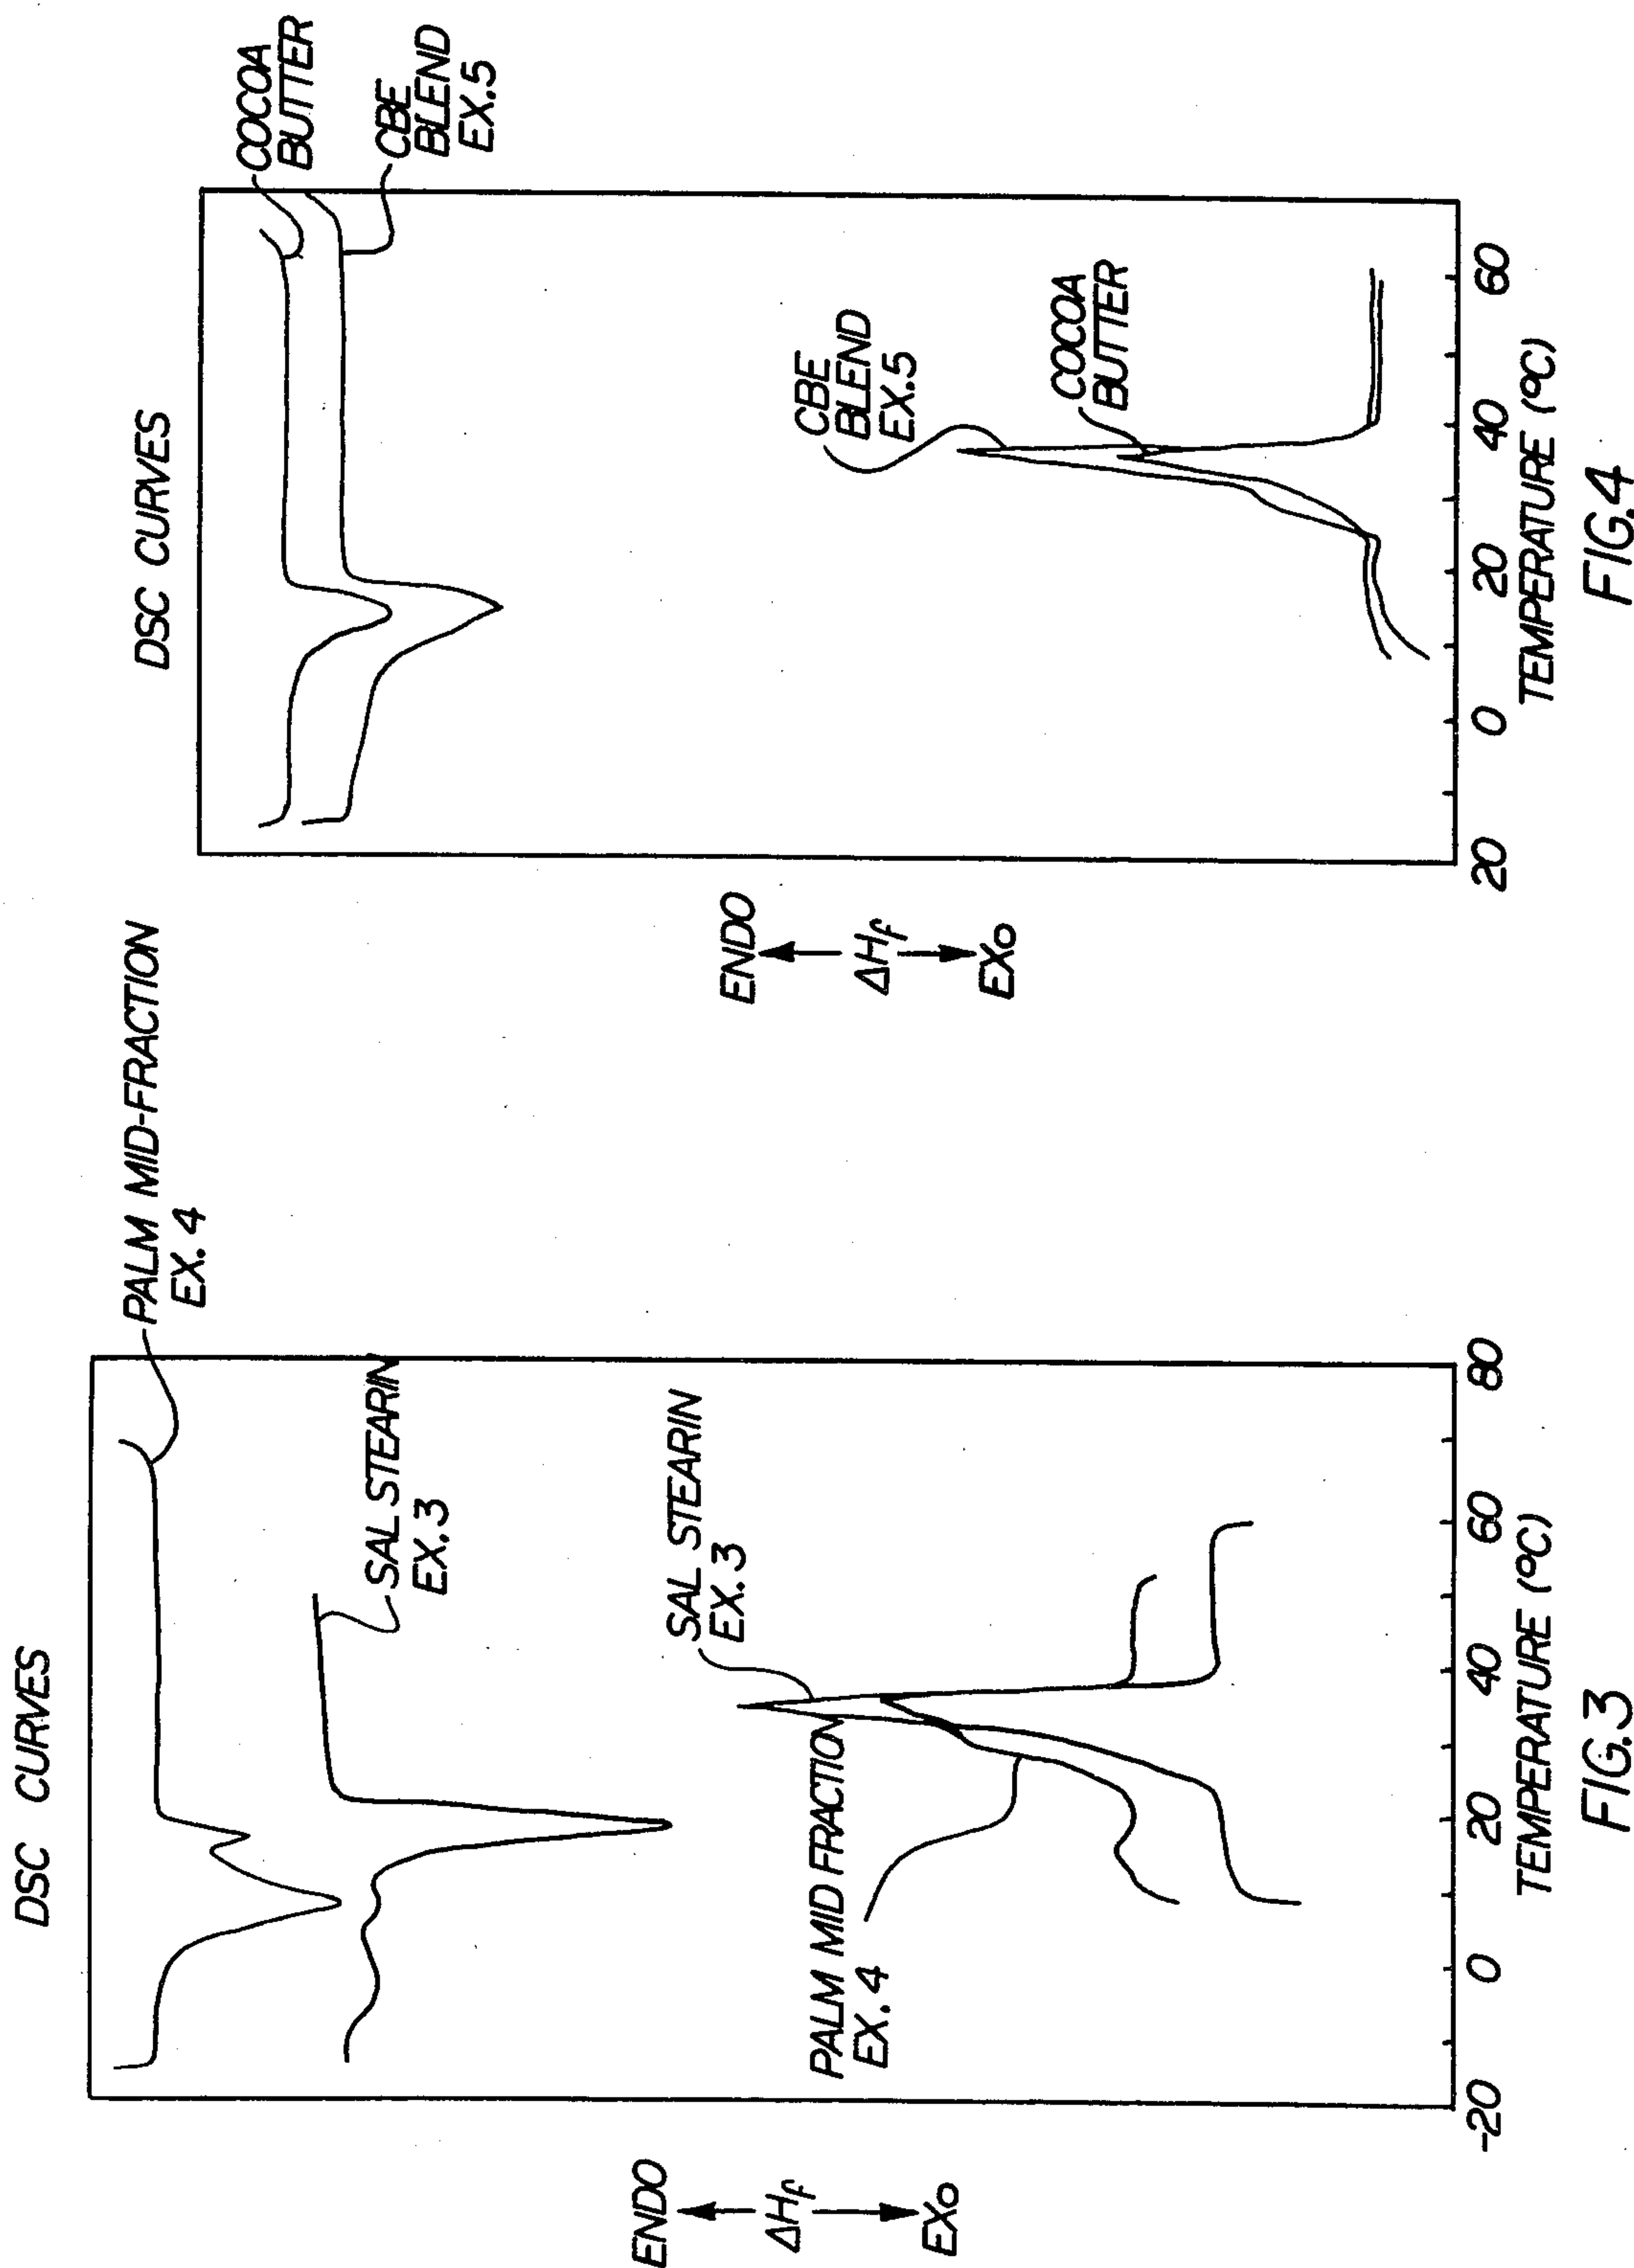 DSC CURVES
PALM MID-FRACTION
EX. 4
SAL STEARIN
EX.3
SAL STEARIN
EX.3
PALM MID FRACTION
EX. 4
ENDO
ΔHf
EXO
-20 0 20 40 60 80
TEMPERATURE (°C)
FIG.3
DSC CURVES
COCOA
BUTTER
CBE
BLEND
EX.5
CBE
BLEND
EX.5
COCOA
BUTTER
ENDO
ΔHf
EXO
20 0 20 40 60
TEMPERATURE (°C)
FIG.4